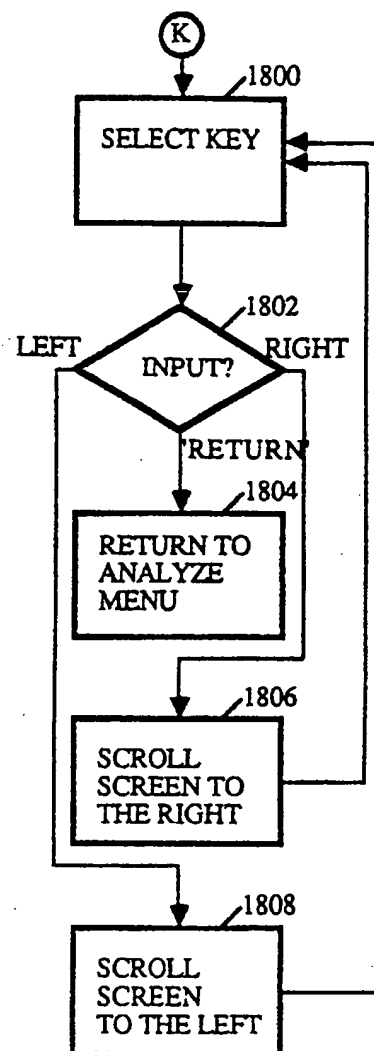 K
1800
SELECT KEY
1802
LEFT
INPUT?
RIGHT
'RETURN'
1804
RETURN TO
ANALYZE
MENU
1806
SCROLL
SCREEN TO
THE RIGHT
1808
SCROLL
SCREEN
TO THE LEFT